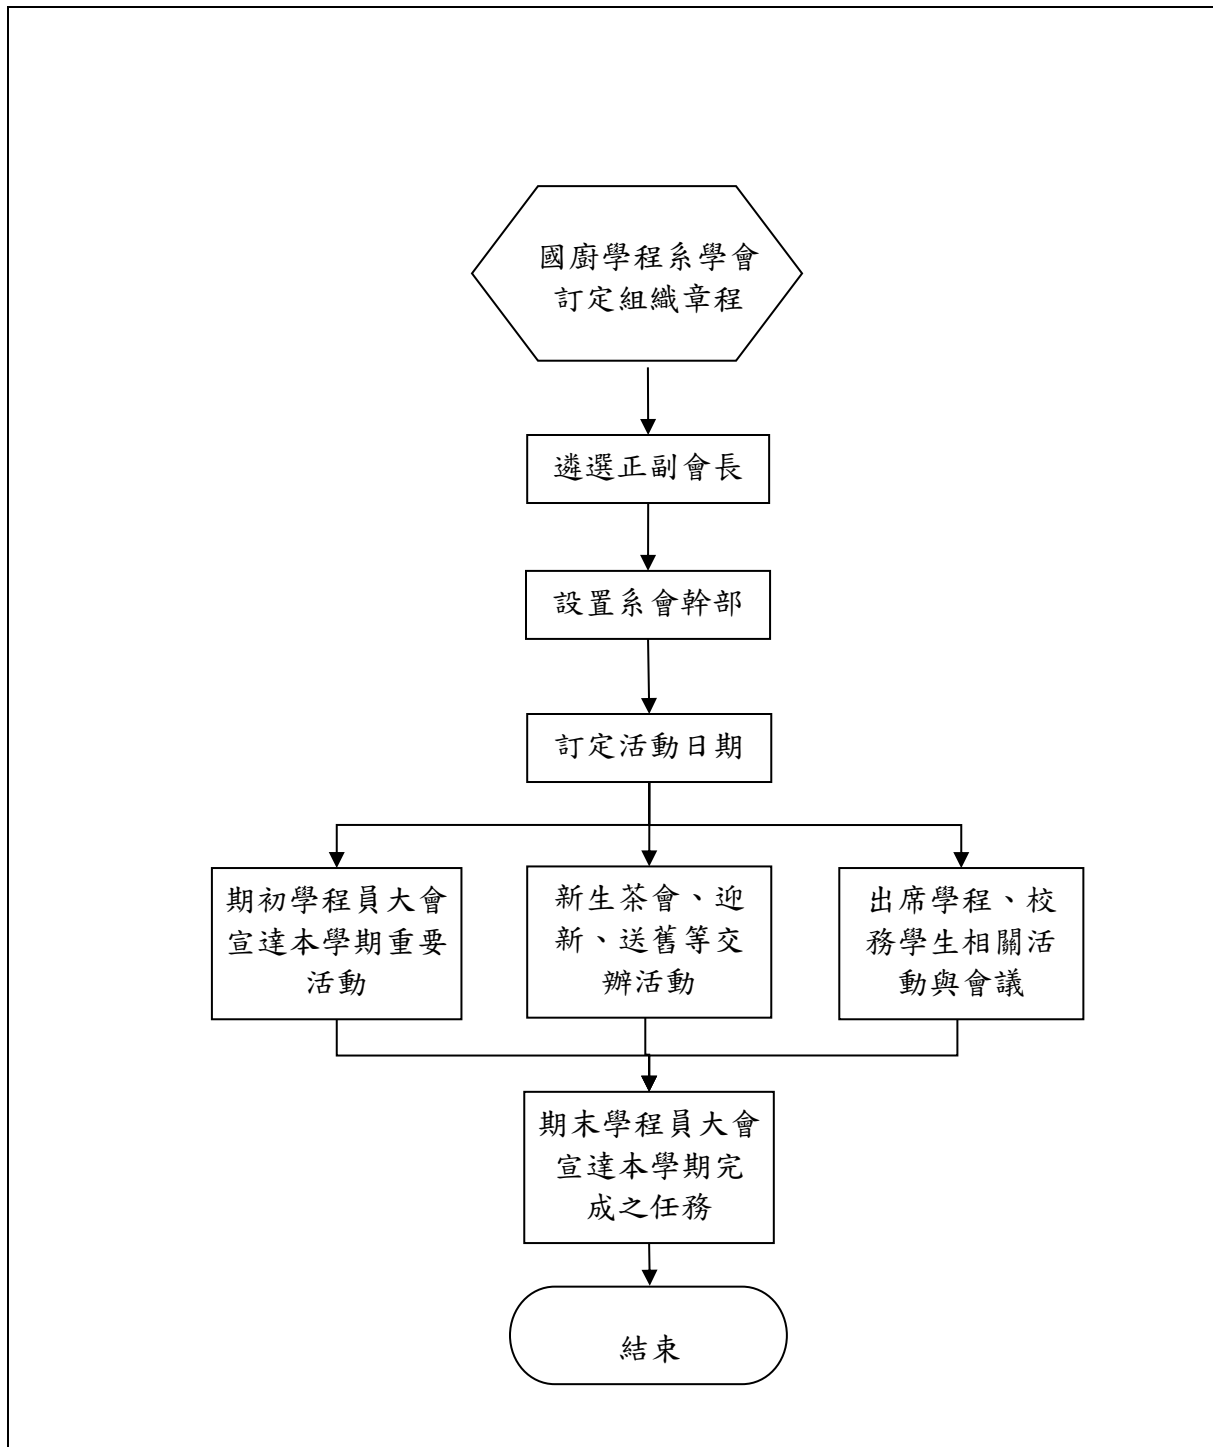 國廚學程系學會
訂定組織章程
遴選正副會長
設置系會幹部
訂定活動日期
期初學程員大會
宣達本學期重要
活動
新生茶會、迎
新、送舊等交
辦活動
出席學程、校
務學生相關活
動與會議
期末學程員大會
宣達本學期完
成之任務
結束